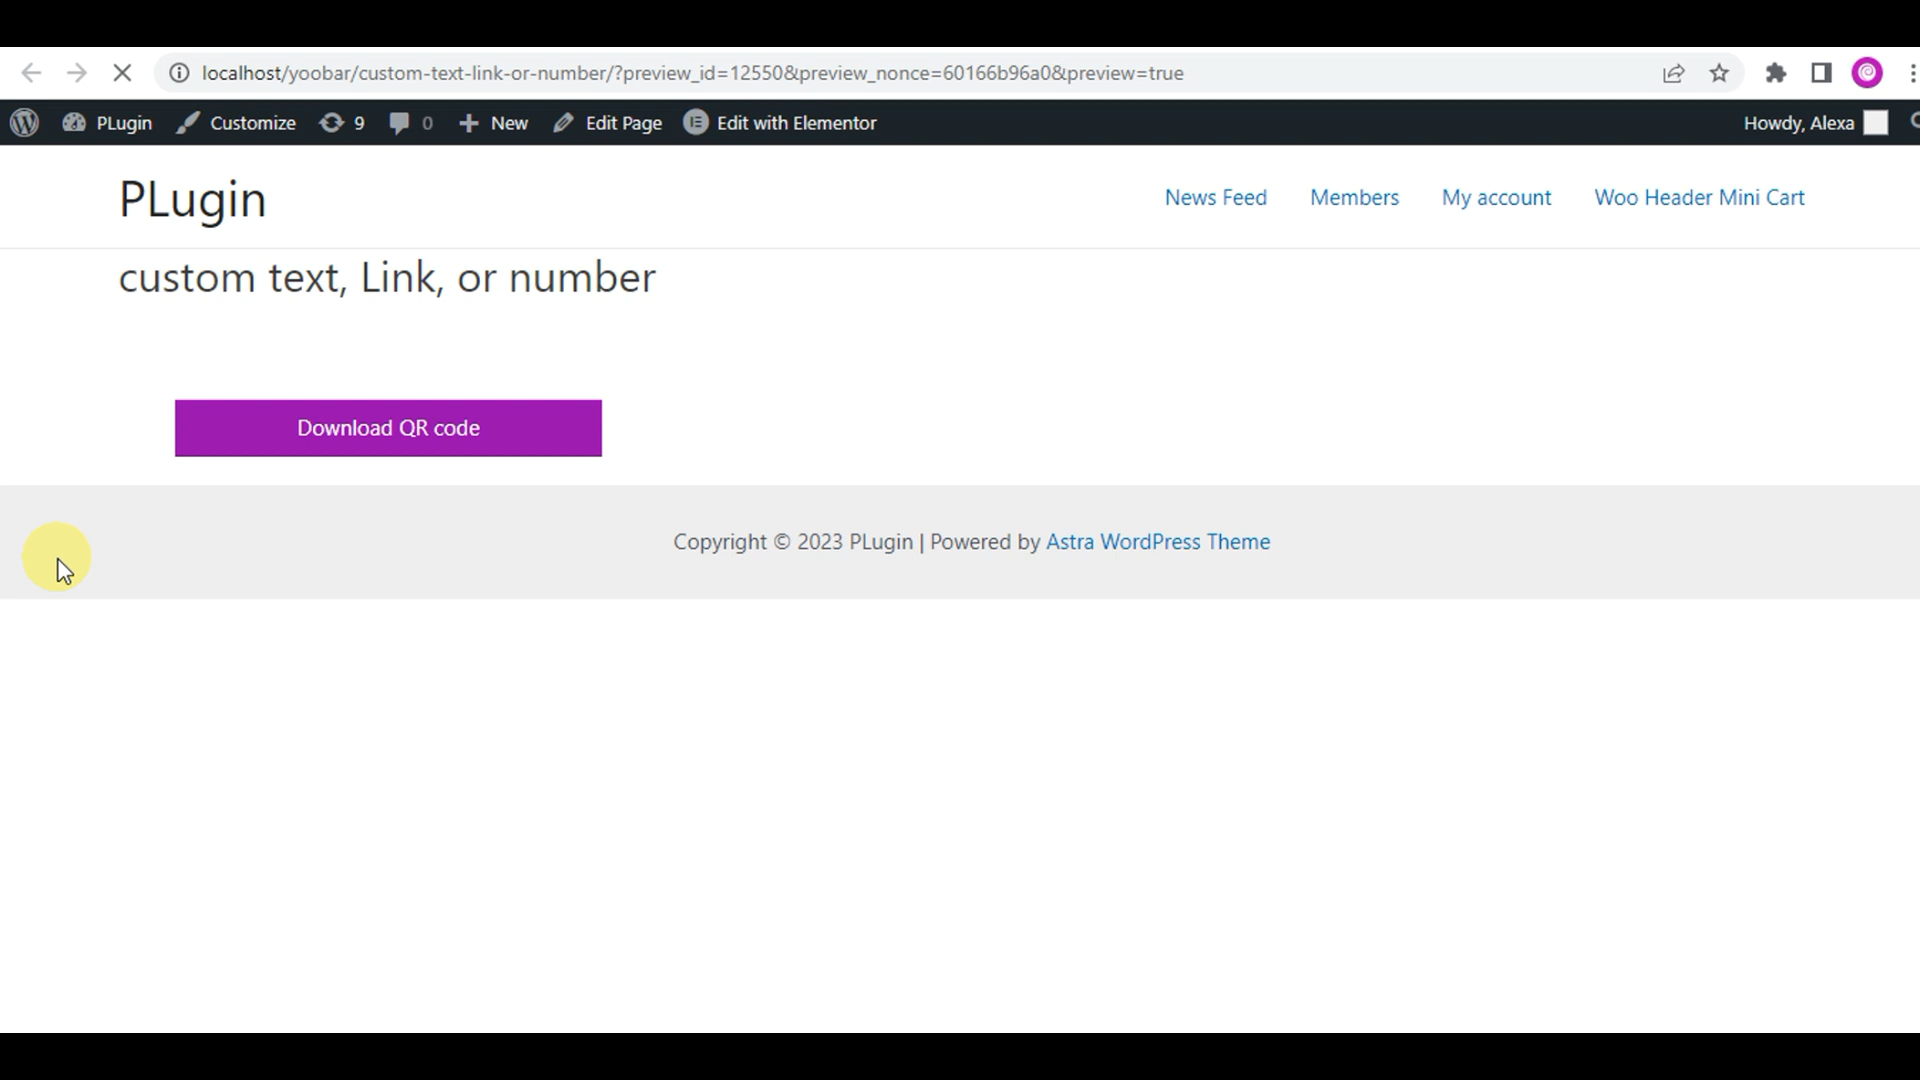 localhost/yoobar/custom-text-link-or-number/?preview_id=12550&preview_nonce=60166b96a0&preview=true
PLugin Customize 9 0 New Edit Page Edit with Elementor Howdy, Alexa
PLugin News Feed Members My account Woo Header Mini Cart
custom text, Link, or number
Download QR code
Copyright © 2023 PLugin | Powered by Astra WordPress Theme